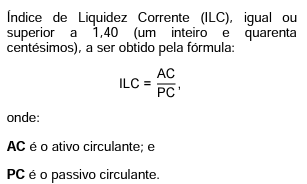 Índice de Liquidez Corrente (ILC), igual ou
superior a 1,40 (um inteiro e quarenta
centésimos), a ser obtido pela fórmula:
ILC = AC/PC,
onde:
AC é o ativo circulante; e
PC é o passivo circulante.